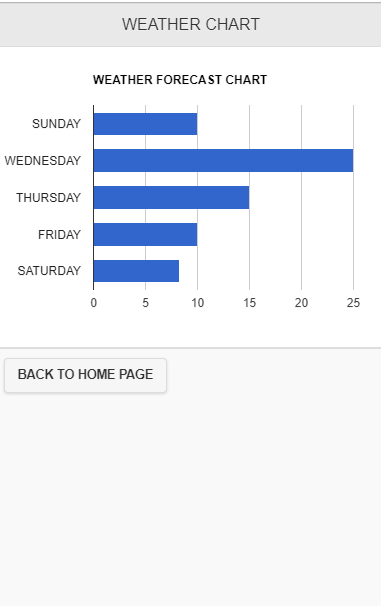 WEATHER CHART
WEATHER FORECAST CHART
SUNDAY
WEDNESDAY
THURSDAY
FRIDAY
SATURDAY
0 5 10 15 20 25
BACK TO HOME PAGE